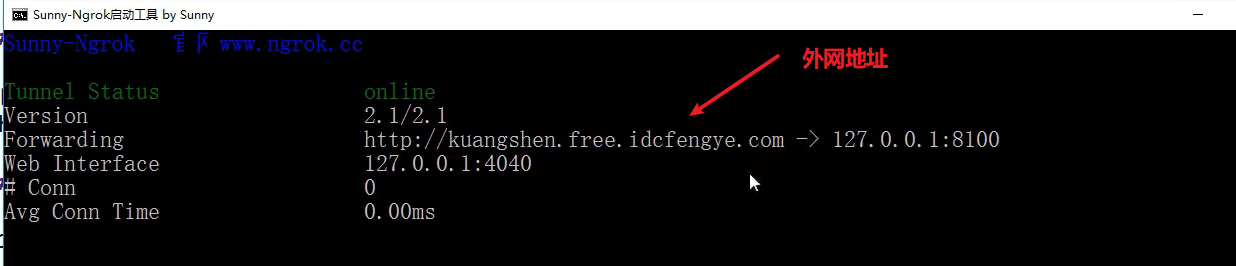 Sunny-Ngrok启动工具 by Sunny
Sunny-Ngrok 官网 www.ngrok.cc
外网地址
Tunnel Status online
Version 2.1/2.1
Forwarding http://kuangshen.free.idcfengye.com -> 127.0.0.1:8100
Web Interface 127.0.0.1:4040
# Conn 0
Avg Conn Time 0.00ms